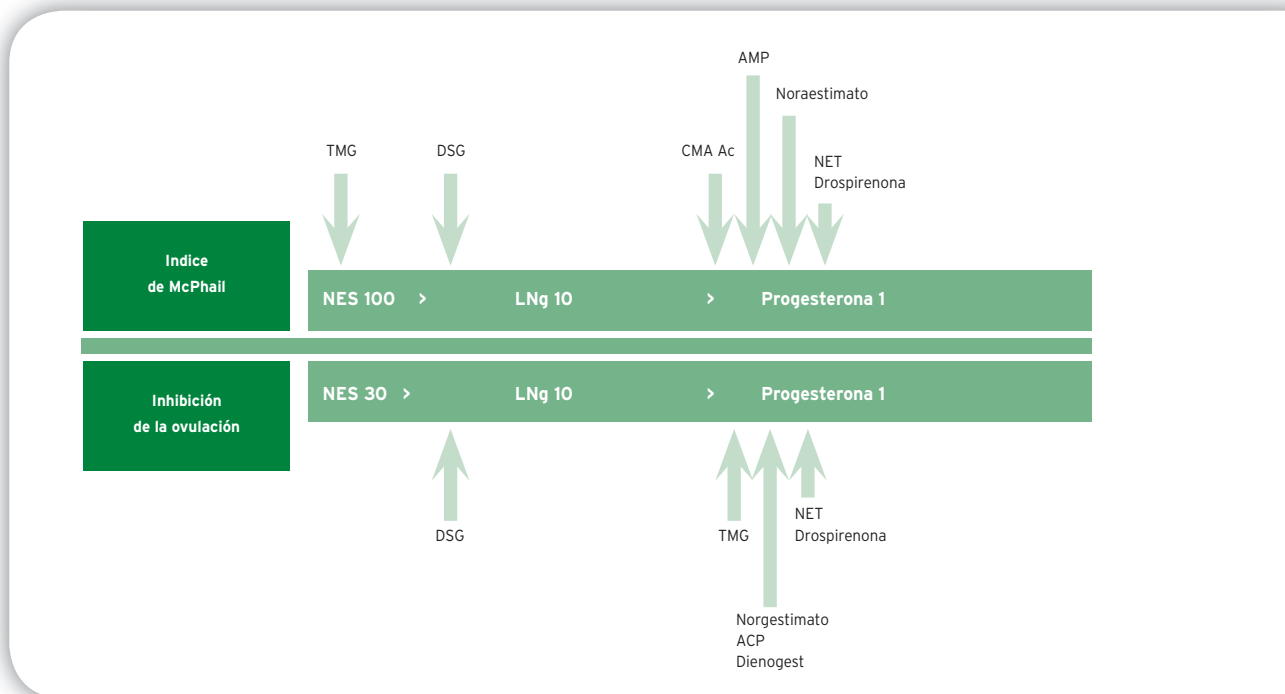 AMP
Noraestimato
TMG
DSG
CMA Ac
NET
Drospirenona
Indice
de McPhail
NES 100 > LNg 10 > Progesterona 1
Inhibición
de la ovulación
NES 30 > LNg 10 > Progesterona 1
DSG
TMG
NET
Drospirenona
Norgestimato
ACP
Dienogest